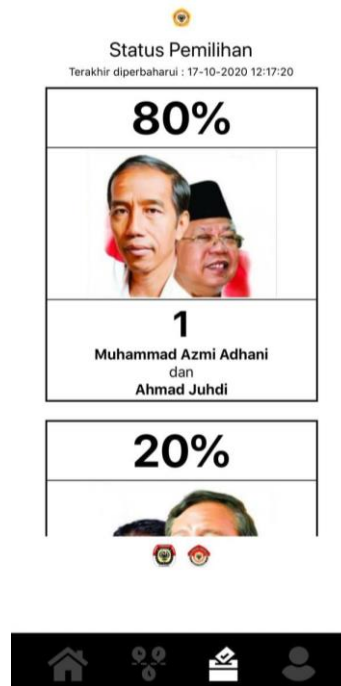 Status Pemilihan
Terakhir diperbaharui : 17-10-2020 12:17:20
80%
1
Muhammad Azmi Adhani
dan
Ahmad Juhdi
20%